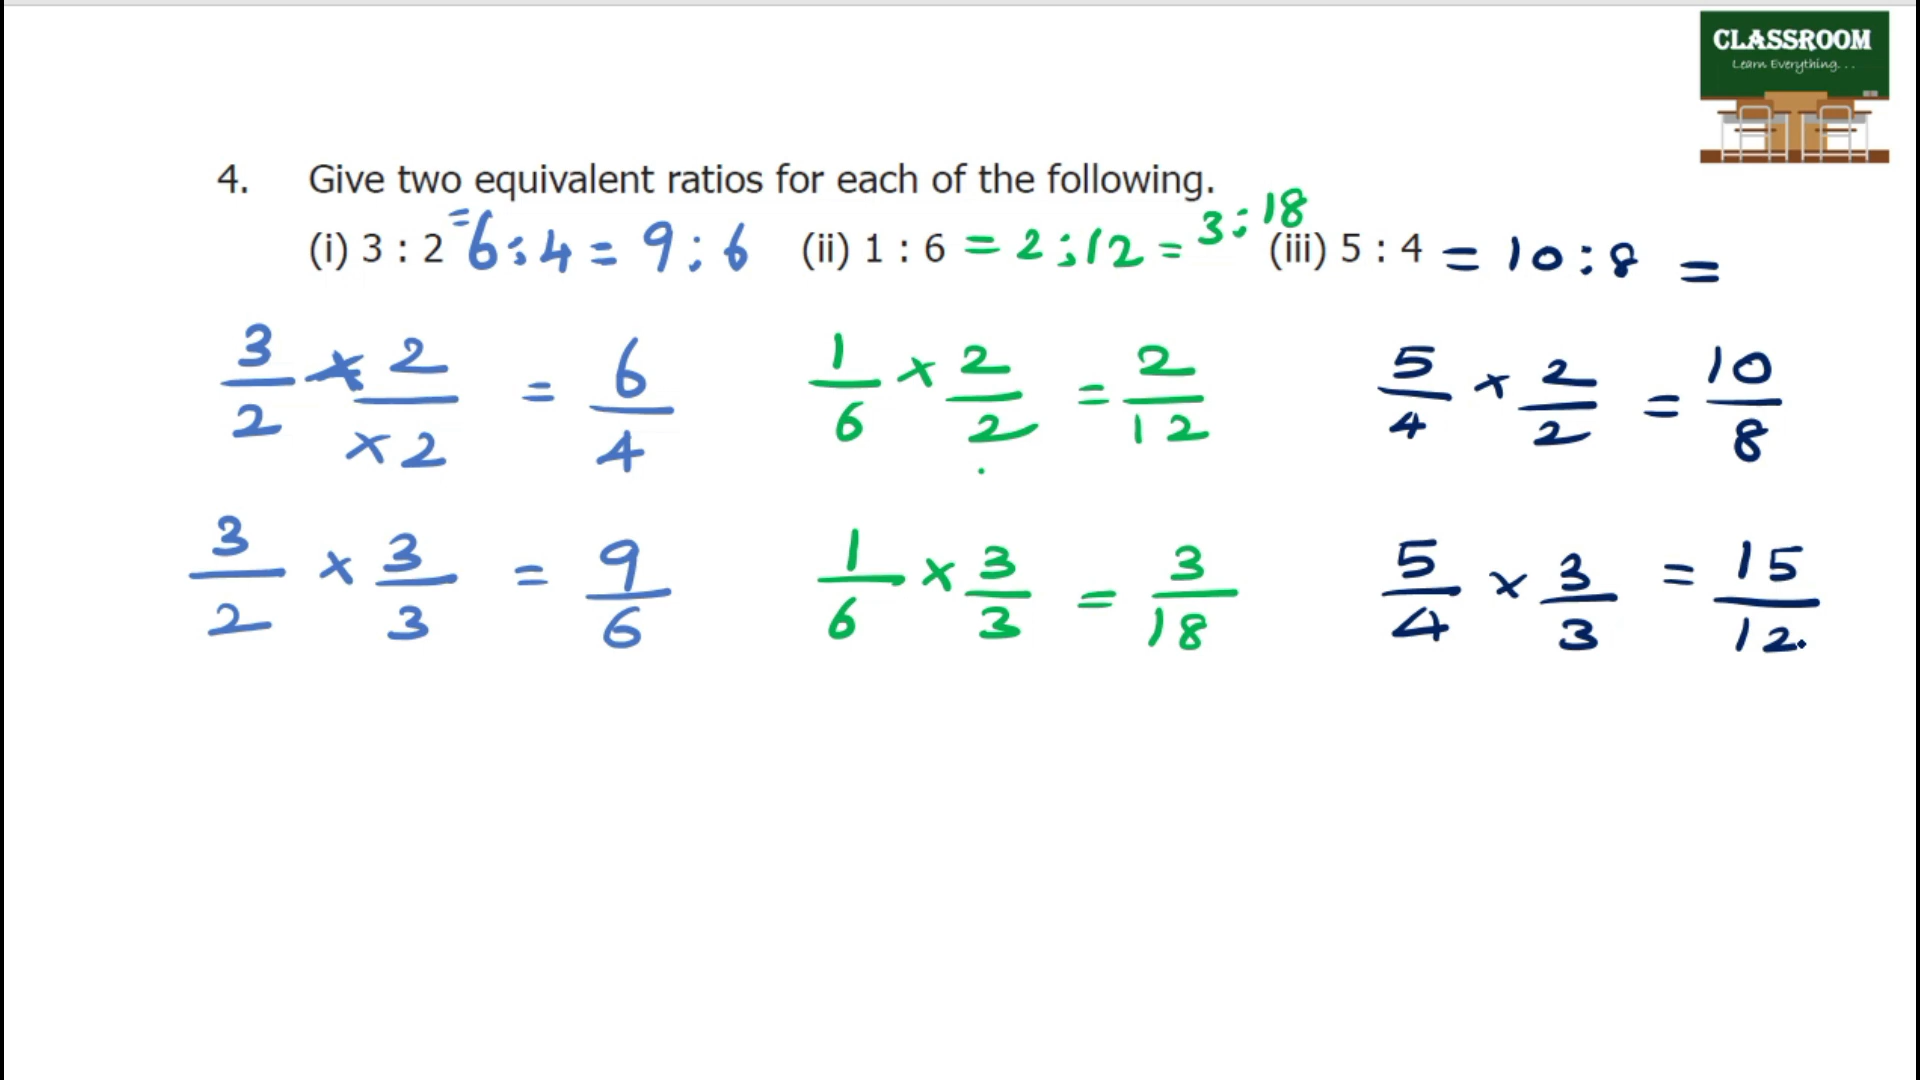 CLASSROOM
Learn Everything...
4. Give two equivalent ratios for each of the following.
(i) 3 : 2 = 6 : 4 = 9 : 6 (ii) 1 : 6 = 2 : 12 = 3 : 18 (iii) 5 : 4 = 10 : 8 =
3/2 × 2/×2 = 6/4 1/6 × 2/2 = 2/12 5/4 × 2/2 = 10/8
3/2 × 3/3 = 9/6 1/6 × 3/3 = 3/18 5/4 × 3/3 = 15/12.